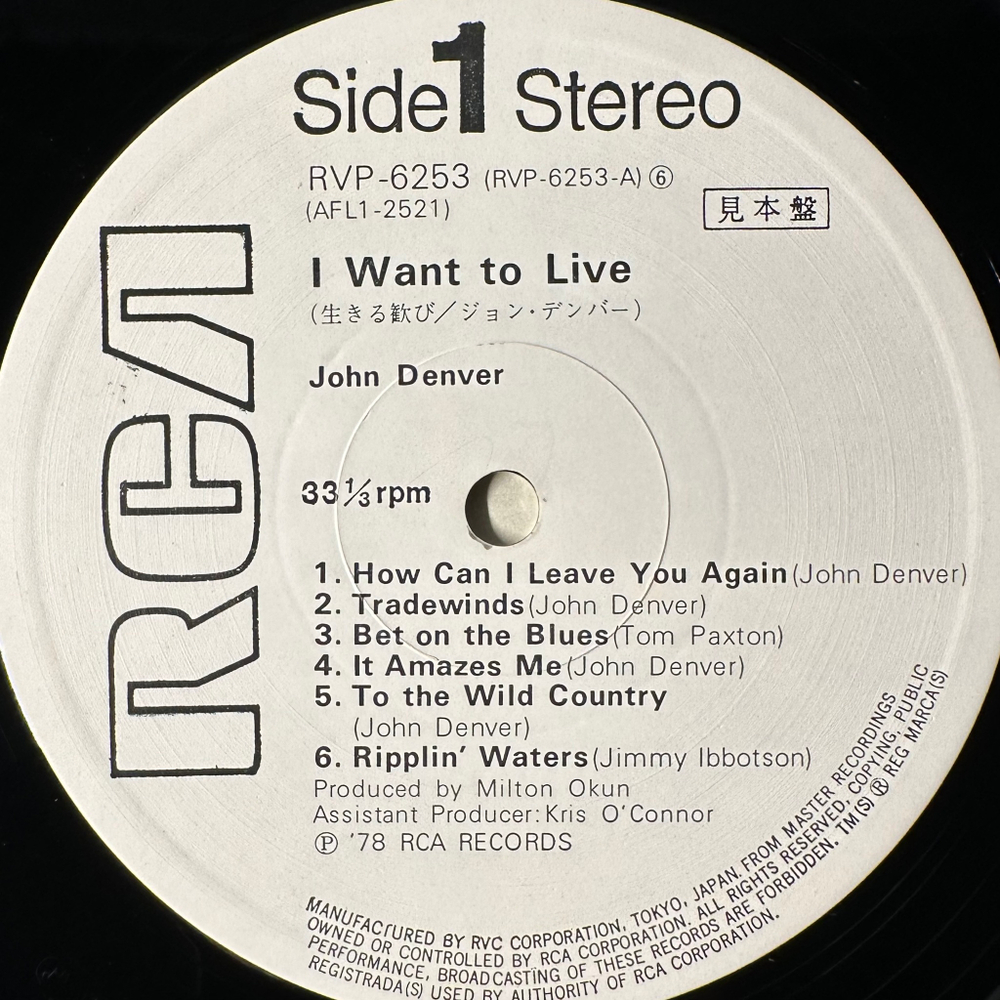 Side 1 Stereo
RVP-6253 (RVP-6253-A) ⑥
(AFL1-2521)
見本盤
I Want to Live
(生きる歓び/ジョン・デンバー)
John Denver
RCA
33 1/3 rpm
1. How Can I Leave You Again (John Denver)
2. Tradewinds (John Denver)
3. Bet on the Blues (Tom Paxton)
4. It Amazes Me (John Denver)
5. To the Wild Country
(John Denver)
6. Ripplin' Waters (Jimmy Ibbotson)
Produced by Milton Okun
Assistant Producer: Kris O'Connor
Ⓟ '78 RCA RECORDS
MANUFACTURED BY RVC CORPORATION, TOKYO, JAPAN. FROM MASTER RECORDINGS
OWNED OR CONTROLLED BY RCA CORPORATION. ALL RIGHTS RESERVED, COPYING, PUBLIC
PERFORMANCE, BROADCASTING OF THESE RECORDS ARE FORBIDDEN. TM(S) ® REG MARCA(S)
REGISTRADA(S) USED BY AUTHORITY OF RCA CORPORATION.